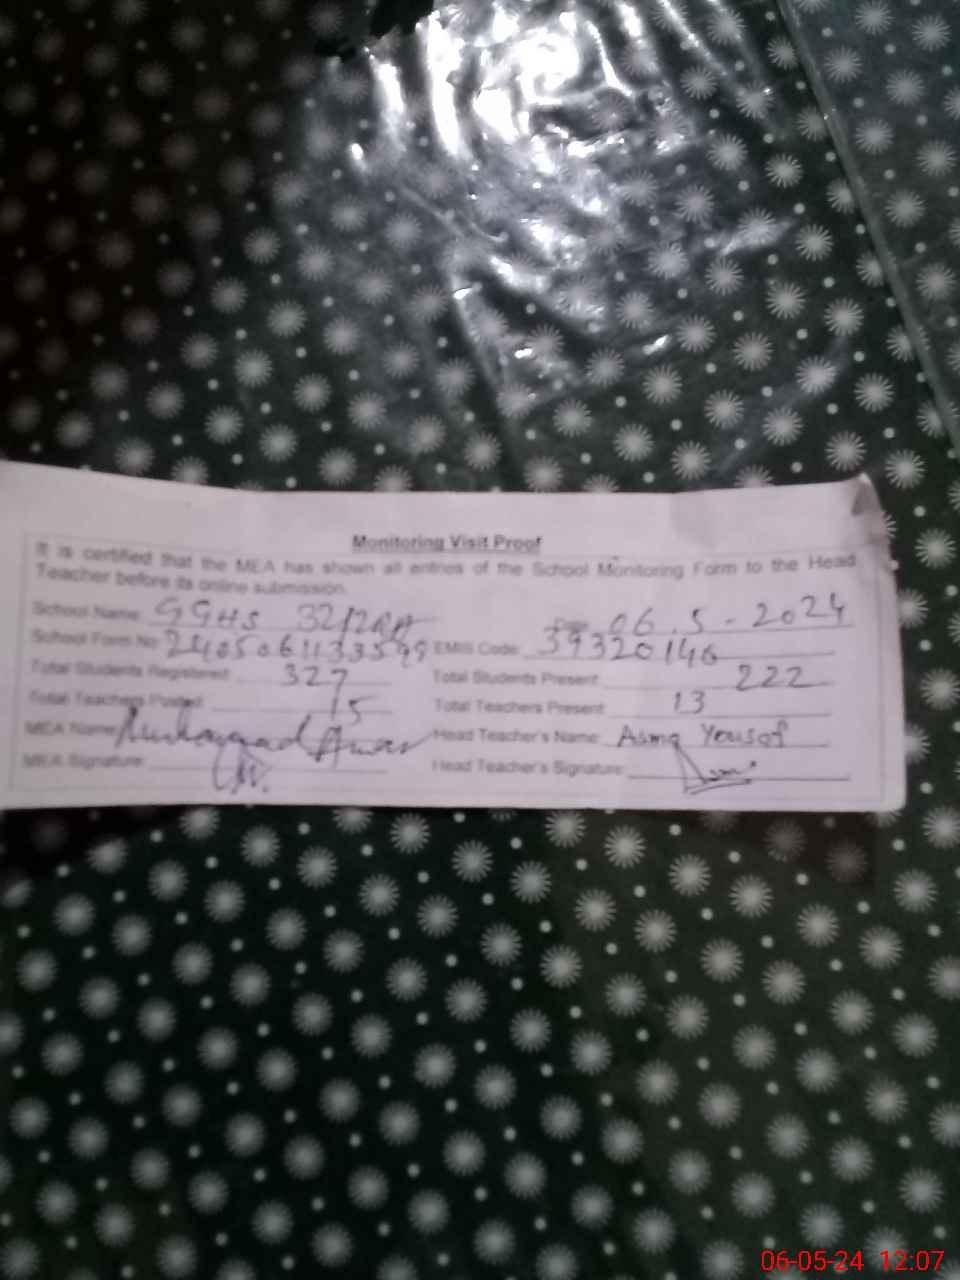 Monitoring Visit Proof
It is certified that the MEA has shown all entries of the School Monitoring Form to the Head
Teacher before its online submission.
School Name: GGHS 32/2RA Date: 06.5-2024
School Form No: 2405061133599 EMIS Code: 39320146
Total Students Registered: 327 Total Students Present: 222
Total Teachers Posted: 15 Total Teachers Present: 13
MEA Name: Muhammad Head Teacher's Name: Asma Yousaf
MEA Signature: Head Teacher's Signature:
06-05-24 12:07